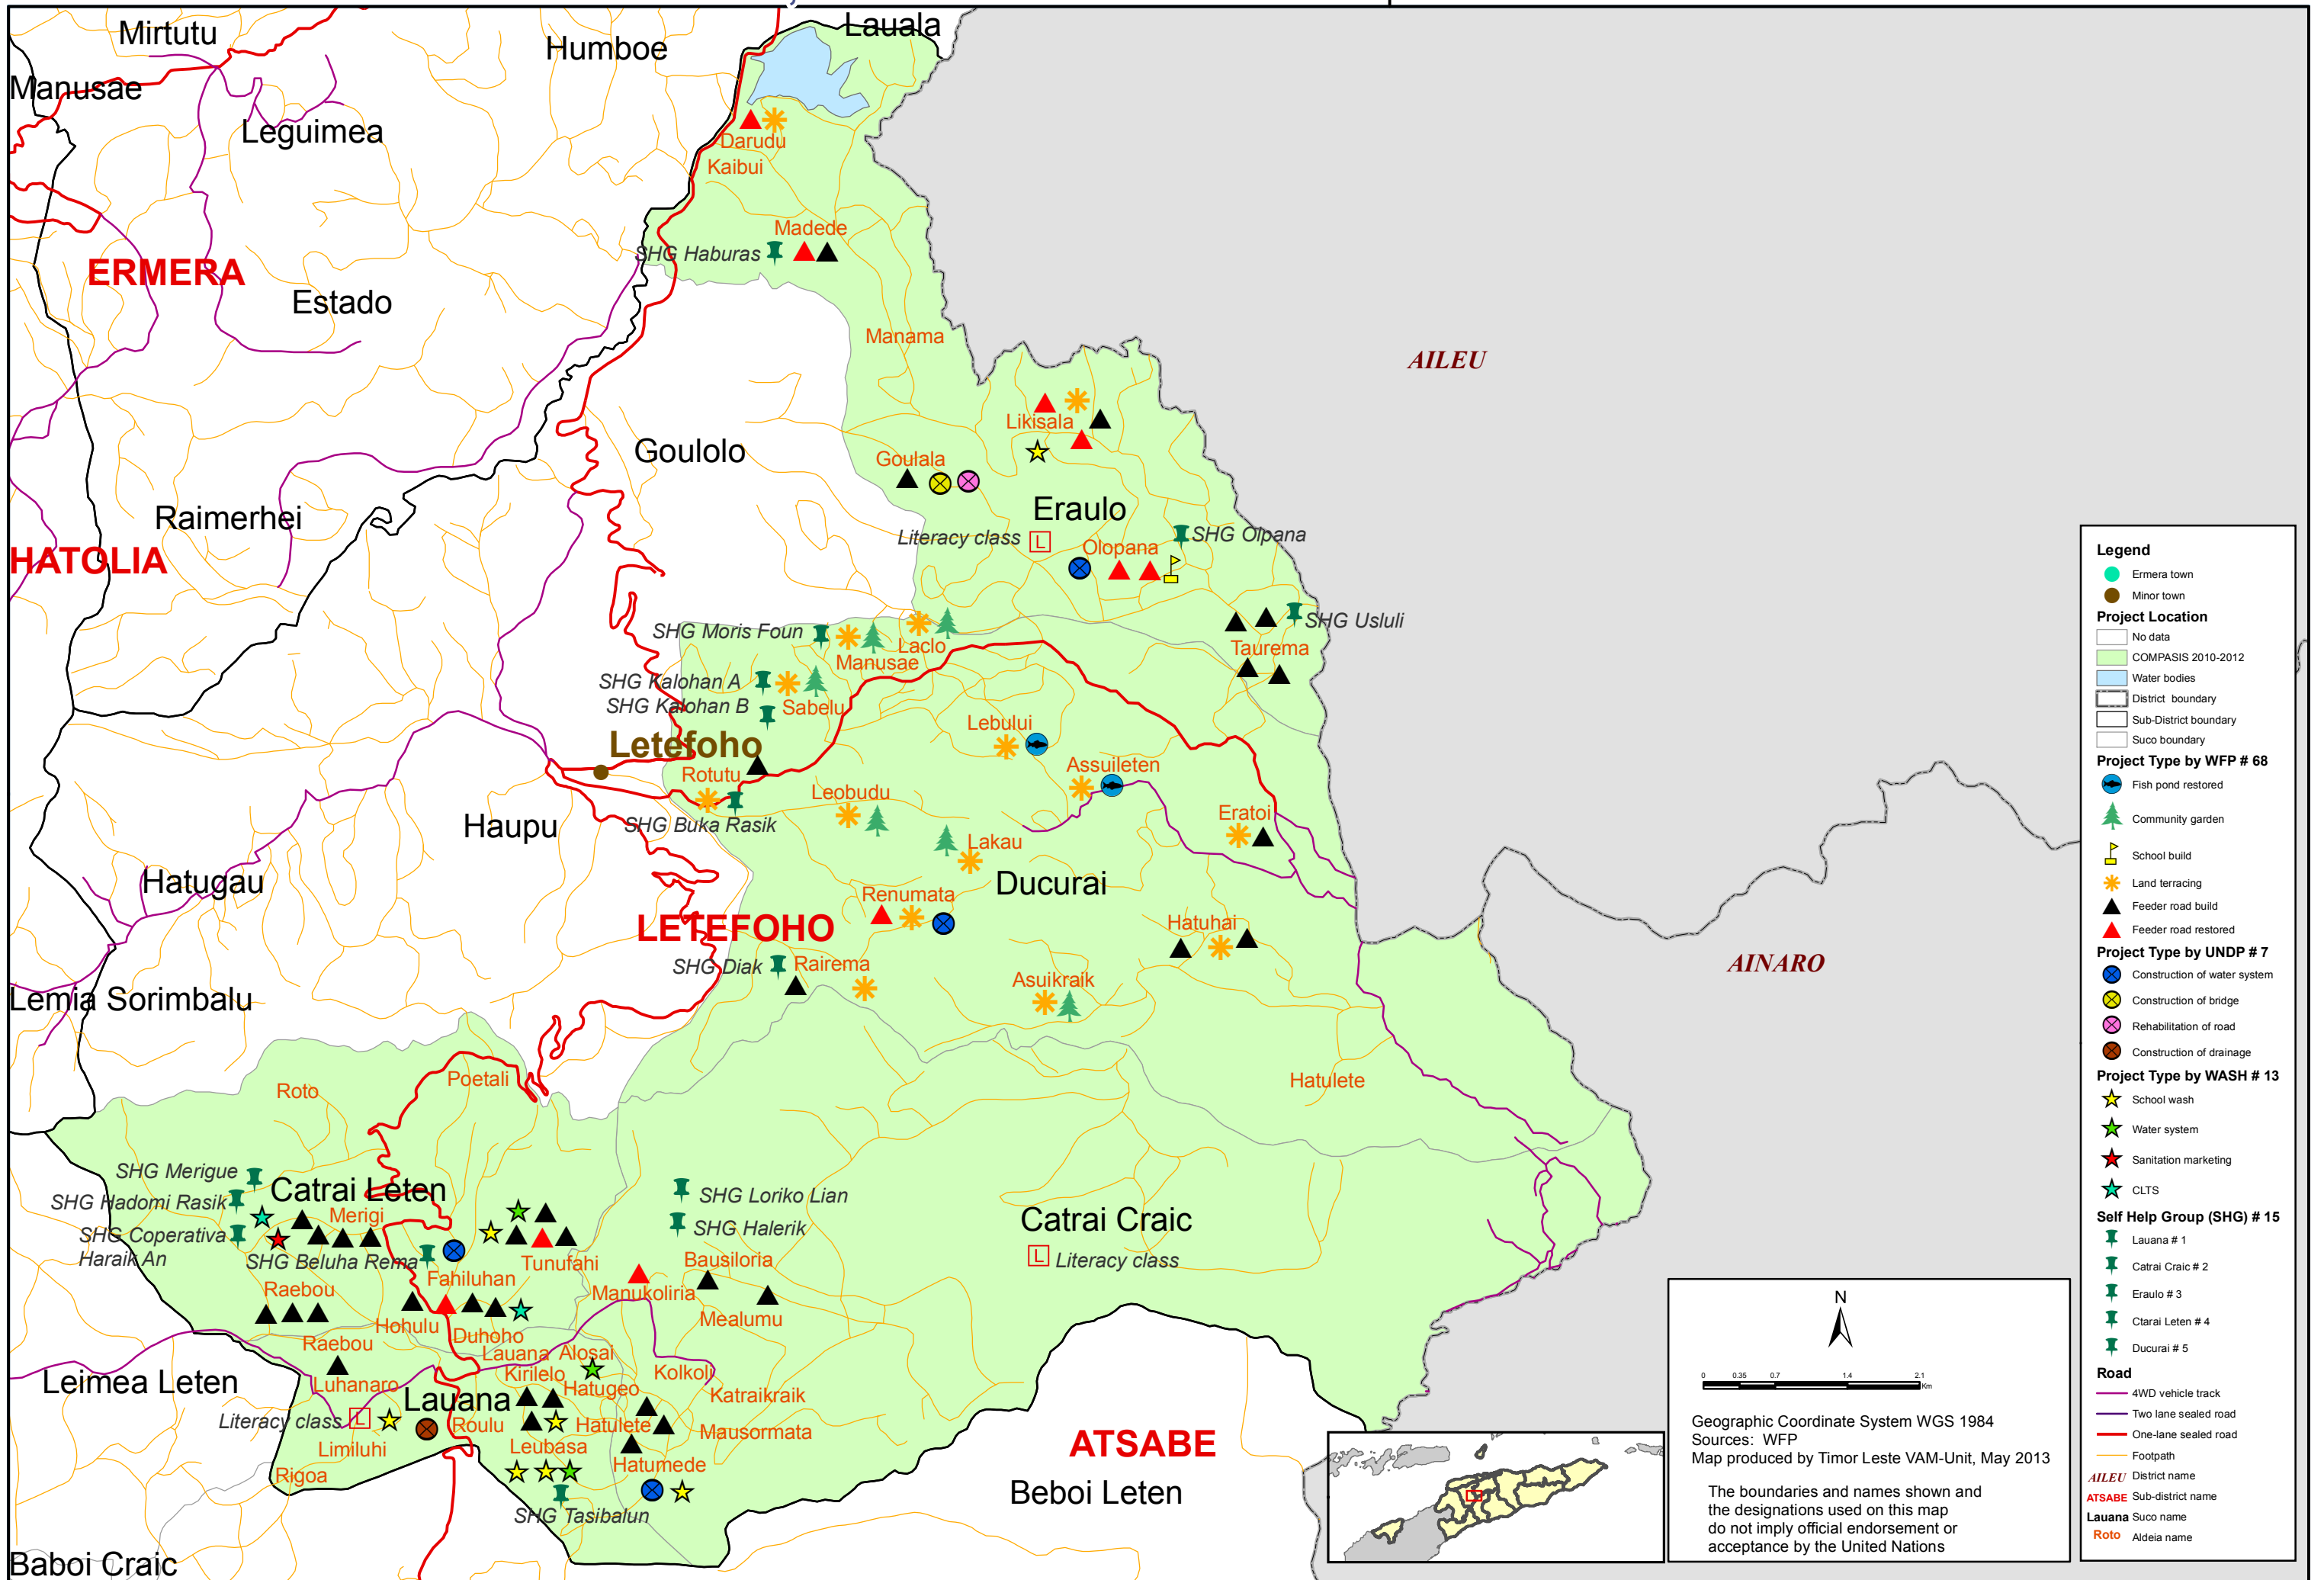 Mirtutu
Humboe
Lauala
Manusae
Leguimea
Darudu
Kaibui
Madede
SHG Haburas
ERMERA
Estado
Manama
AILEU
Likisala
Goulolo
Goulala
Eraulo
Raimerhei
Literacy class
L
SHG Olpana
Olopana
HATOLIA
SHG Usluli
SHG Moris Foun
Laclo
Manusae
Taurema
SHG Kalohan A
SHG Kalohan B
Sabelu
Lebului
Letefoho
Rotutu
Assuileten
Leobudu
Eratoi
SHG Buka Rasik
Haupu
Lakau
Hatugau
Ducurai
Renumata
LETEFOHO
Hatuhai
AINARO
SHG Diak
Rairema
Asuikraik
Lemia Sorimbalu
Poetali
Roto
Hatulete
SHG Merigue
Catrai Leten
SHG Hadomi Rasik
SHG Loriko Lian
Merigi
SHG Coperativa
Haraik An
SHG Halerik
Catrai Craic
SHG Beluha Rema
L
Literacy class
Tunufahi
Bausiloria
Fahiluhan
Raebou
Manukoliria
Mealumu
Hohulu
Duhoho
Raebou
Lauana
Alosai
Kolkoli
Kirilelo
Leimea Leten
Luhanaro
Hatugeo
Katraikraik
Lauana
Literacy class
L
Roulu
Hatulete
Mausormata
Limiluhi
Leubasa
ATSABE
Hatumede
Rigoa
Beboi Leten
SHG Tasibalun
Baboi Craic
Legend
Ermera town
Minor town
Project Location
No data
COMPASIS 2010-2012
Water bodies
District boundary
Sub-District boundary
Suco boundary
Project Type by WFP # 68
Fish pond restored
Community garden
School build
Land terracing
Feeder road build
Feeder road restored
Project Type by UNDP # 7
Construction of water system
Construction of bridge
Rehabilitation of road
Construction of drainage
Project Type by WASH # 13
School wash
Water system
Sanitation marketing
CLTS
Self Help Group (SHG) # 15
Lauana # 1
Catrai Craic # 2
Eraulo # 3
Ctarai Leten # 4
Ducurai # 5
Road
4WD vehicle track
Two lane sealed road
One-lane sealed road
Footpath
AILEU District name
ATSABE Sub-district name
Lauana Suco name
Roto Aldeia name
N
0 0.35 0.7 1.4 2.1
Km
Geographic Coordinate System WGS 1984
Sources: WFP
Map produced by Timor Leste VAM-Unit, May 2013
The boundaries and names shown and
the designations used on this map
do not imply official endorsement or
acceptance by the United Nations